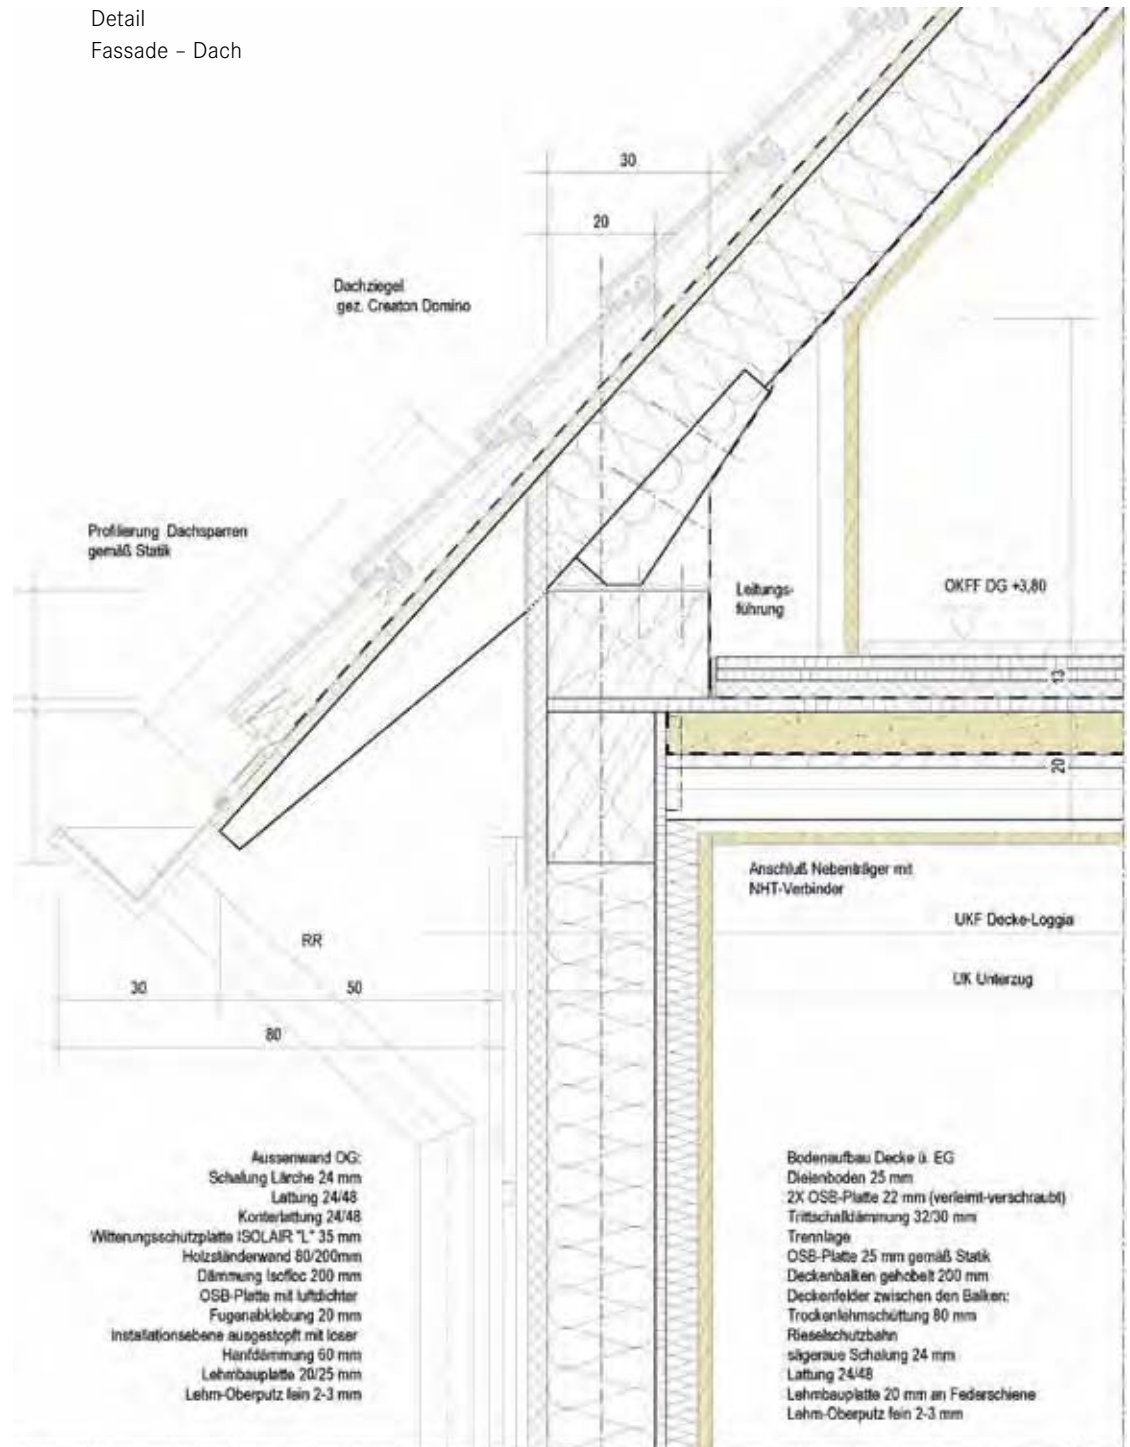 Detail
Fassade – Dach
30
20
Dachziegel
gez. Creaton Domino
Profilierung Dachsparren
gemäß Statik
Leitungs-
führung
OKFF DG +3,80
13
20
Anschluß Nebenträger mit
NHT-Verbinder
UKF Decke-Loggia
UK Unterzug
RR
30
50
80
Aussenwand OG:
Schalung Lärche 24 mm
Lattung 24/48
Konterlattung 24/48
Witterungsschutzplatte ISOLAIR "L" 35 mm
Holzständerwand 80/200mm
Dämmung Isofloc 200 mm
OSB-Platte mit luftdichter
Fugenabklebung 20 mm
Installationsebene ausgestopft mit loser
Hanfdämmung 60 mm
Lehmbauplatte 20/25 mm
Lehm-Oberputz fein 2-3 mm
Bodenaufbau Decke ü. EG
Dielenboden 25 mm
2X OSB-Platte 22 mm (verleimt-verschraubt)
Trittschalldämmung 32/30 mm
Trennlage
OSB-Platte 25 mm gemäß Statik
Deckenbalken gehobelt 200 mm
Deckenfelder zwischen den Balken:
Trockenlehmschüttung 80 mm
Rieselschutzbahn
sägeraue Schalung 24 mm
Lattung 24/48
Lehmbauplatte 20 mm an Federschiene
Lehm-Oberputz fein 2-3 mm